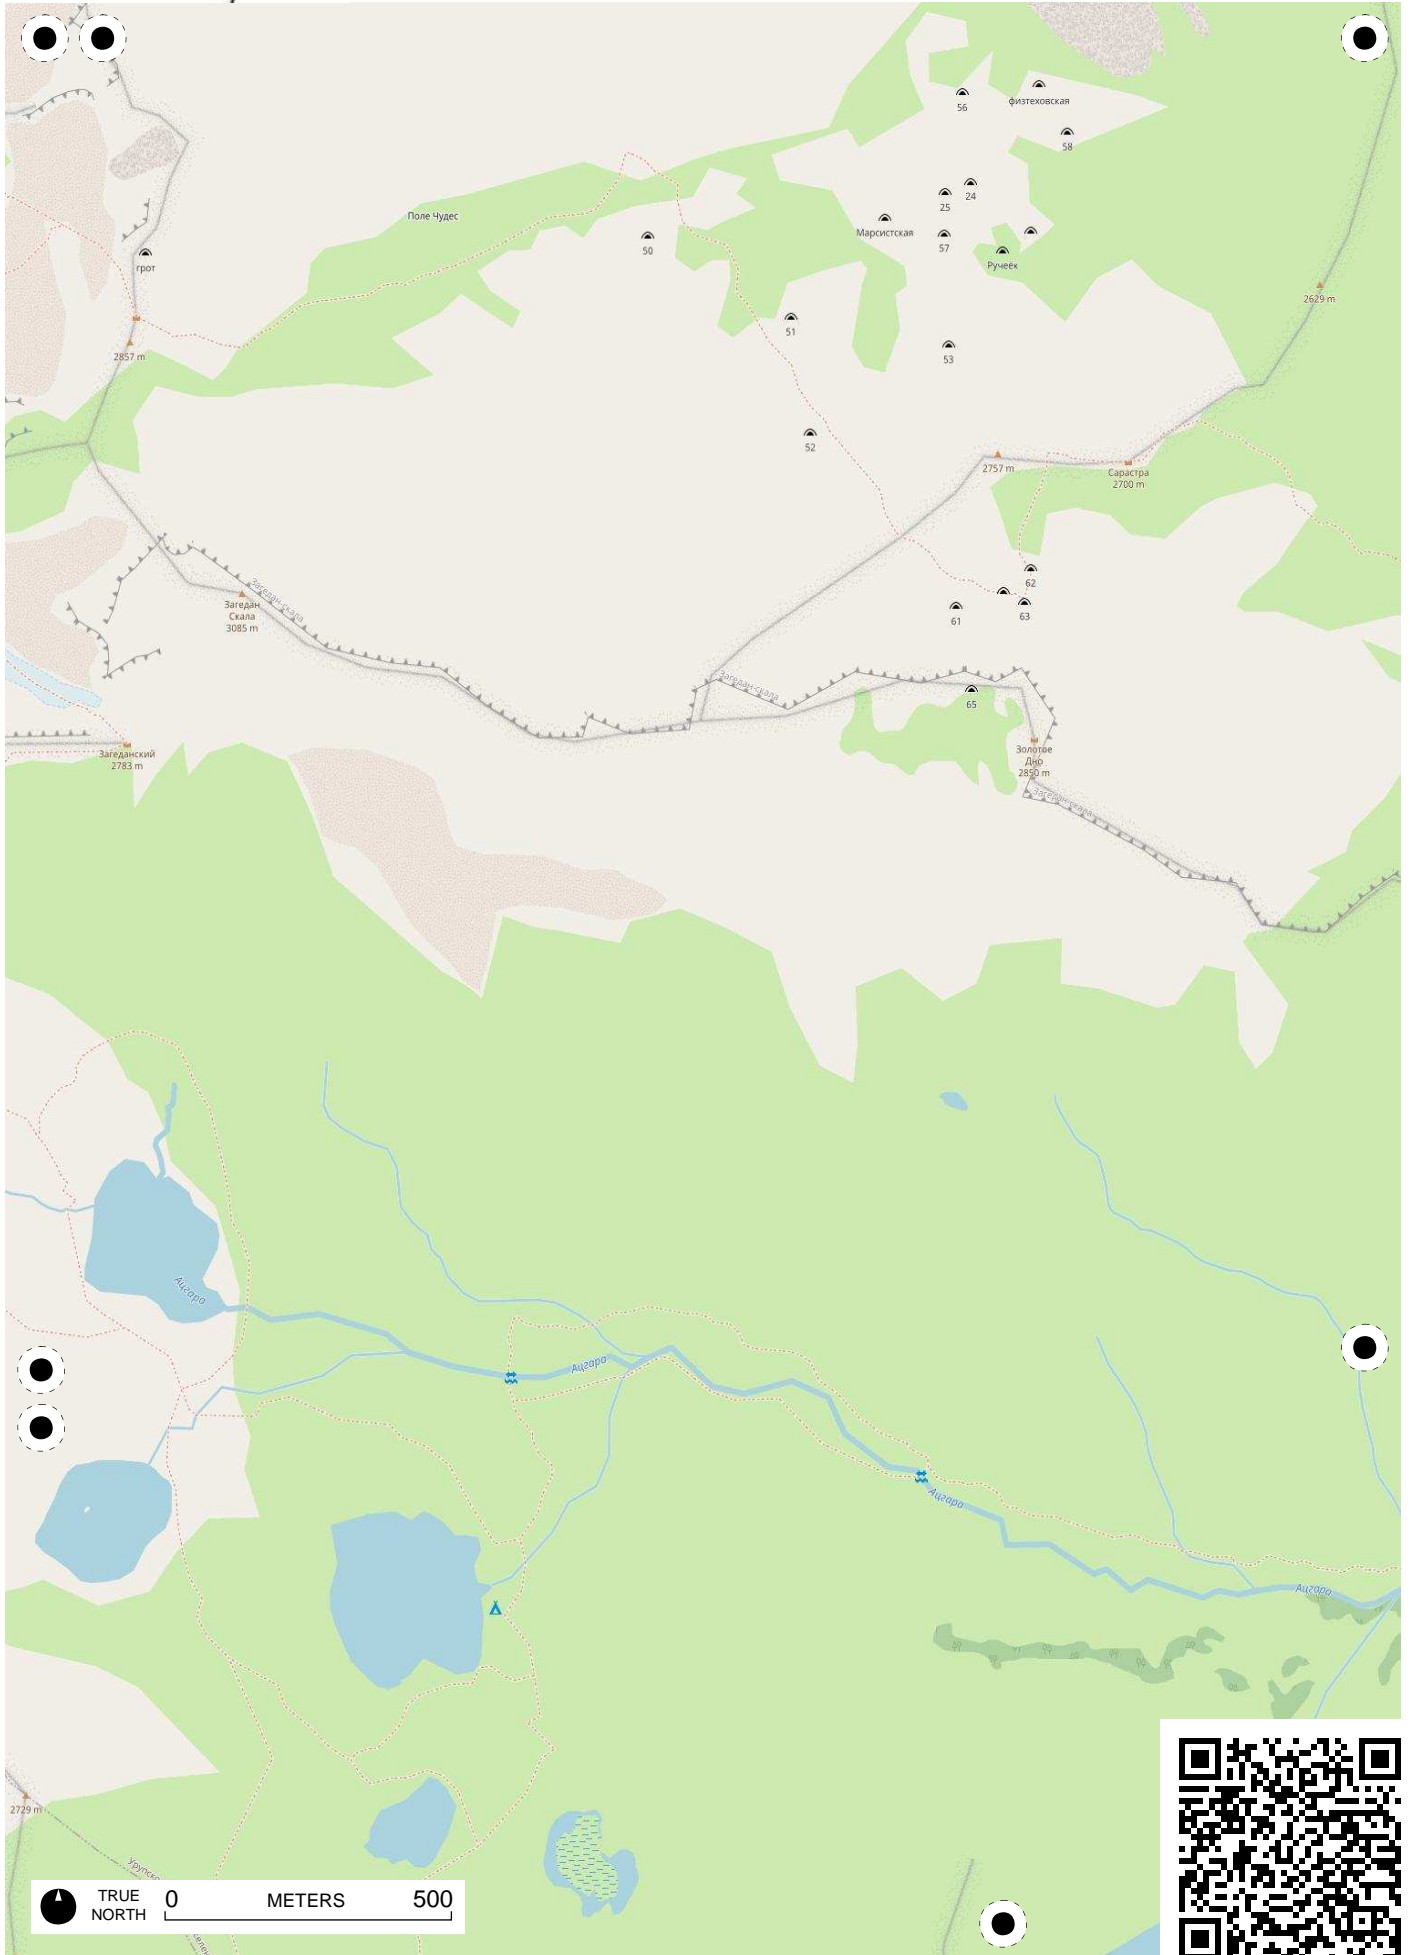 56
физтеховская
58
24
25
Поле Чудес
Марсистская
57
50
Ручеёк
грот
2629 m
51
53
2857 m
52
2757 m
Сарастра
2700 m
62
Загедан-скала
Загедан
Скала
3085 m
61
63
Загедан-скала
65
Загеданский
2783 m
Золотое
Дно
2850 m
Загедан-скала
Ацгара
Ацгара
Ацгара
Ацгара
2729 m
TRUE
NORTH
0
METERS
500